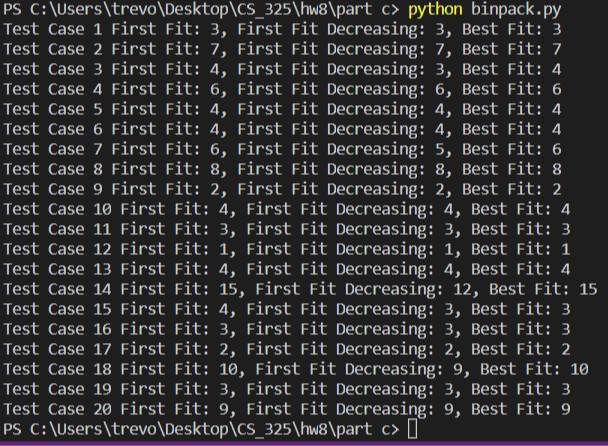 PS C:\Users\trevo\Desktop\CS_325\hw8\part c> python binpack.py
Test Case 1 First Fit: 3, First Fit Decreasing: 3, Best Fit: 3
Test Case 2 First Fit: 7, First Fit Decreasing: 7, Best Fit: 7
Test Case 3 First Fit: 4, First Fit Decreasing: 3, Best Fit: 4
Test Case 4 First Fit: 6, First Fit Decreasing: 6, Best Fit: 6
Test Case 5 First Fit: 4, First Fit Decreasing: 4, Best Fit: 4
Test Case 6 First Fit: 4, First Fit Decreasing: 4, Best Fit: 4
Test Case 7 First Fit: 6, First Fit Decreasing: 5, Best Fit: 6
Test Case 8 First Fit: 8, First Fit Decreasing: 8, Best Fit: 8
Test Case 9 First Fit: 2, First Fit Decreasing: 2, Best Fit: 2
Test Case 10 First Fit: 4, First Fit Decreasing: 4, Best Fit: 4
Test Case 11 First Fit: 3, First Fit Decreasing: 3, Best Fit: 3
Test Case 12 First Fit: 1, First Fit Decreasing: 1, Best Fit: 1
Test Case 13 First Fit: 4, First Fit Decreasing: 4, Best Fit: 4
Test Case 14 First Fit: 15, First Fit Decreasing: 12, Best Fit: 15
Test Case 15 First Fit: 4, First Fit Decreasing: 3, Best Fit: 3
Test Case 16 First Fit: 3, First Fit Decreasing: 3, Best Fit: 3
Test Case 17 First Fit: 2, First Fit Decreasing: 2, Best Fit: 2
Test Case 18 First Fit: 10, First Fit Decreasing: 9, Best Fit: 10
Test Case 19 First Fit: 3, First Fit Decreasing: 3, Best Fit: 3
Test Case 20 First Fit: 9, First Fit Decreasing: 9, Best Fit: 9
PS C:\Users\trevo\Desktop\CS_325\hw8\part c>